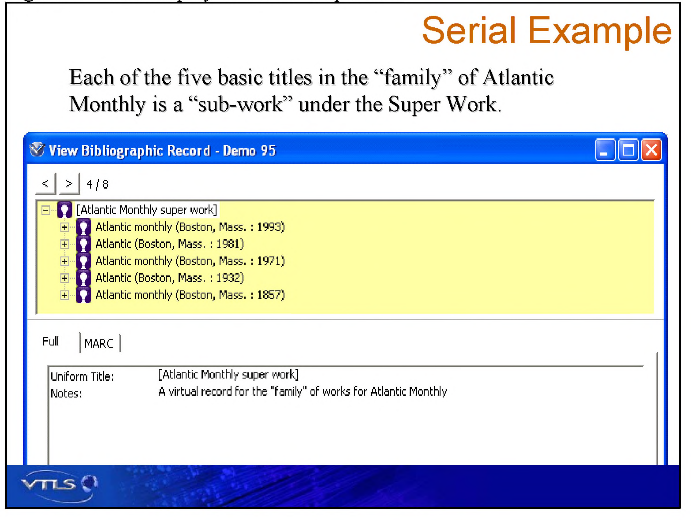 Serial Example
Each of the five basic titles in the “family” of Atlantic
Monthly is a “sub-work” under the Super Work.
View Bibliographic Record - Demo 95
< > 4 / 8
[Atlantic Monthly super work]
Atlantic monthly (Boston, Mass. : 1993)
Atlantic (Boston, Mass. : 1981)
Atlantic monthly (Boston, Mass. : 1971)
Atlantic (Boston, Mass. : 1932)
Atlantic monthly (Boston, Mass. : 1857)
Full MARC
Uniform Title: [Atlantic Monthly super work]
Notes: A virtual record for the "family" of works for Atlantic Monthly
VTLS